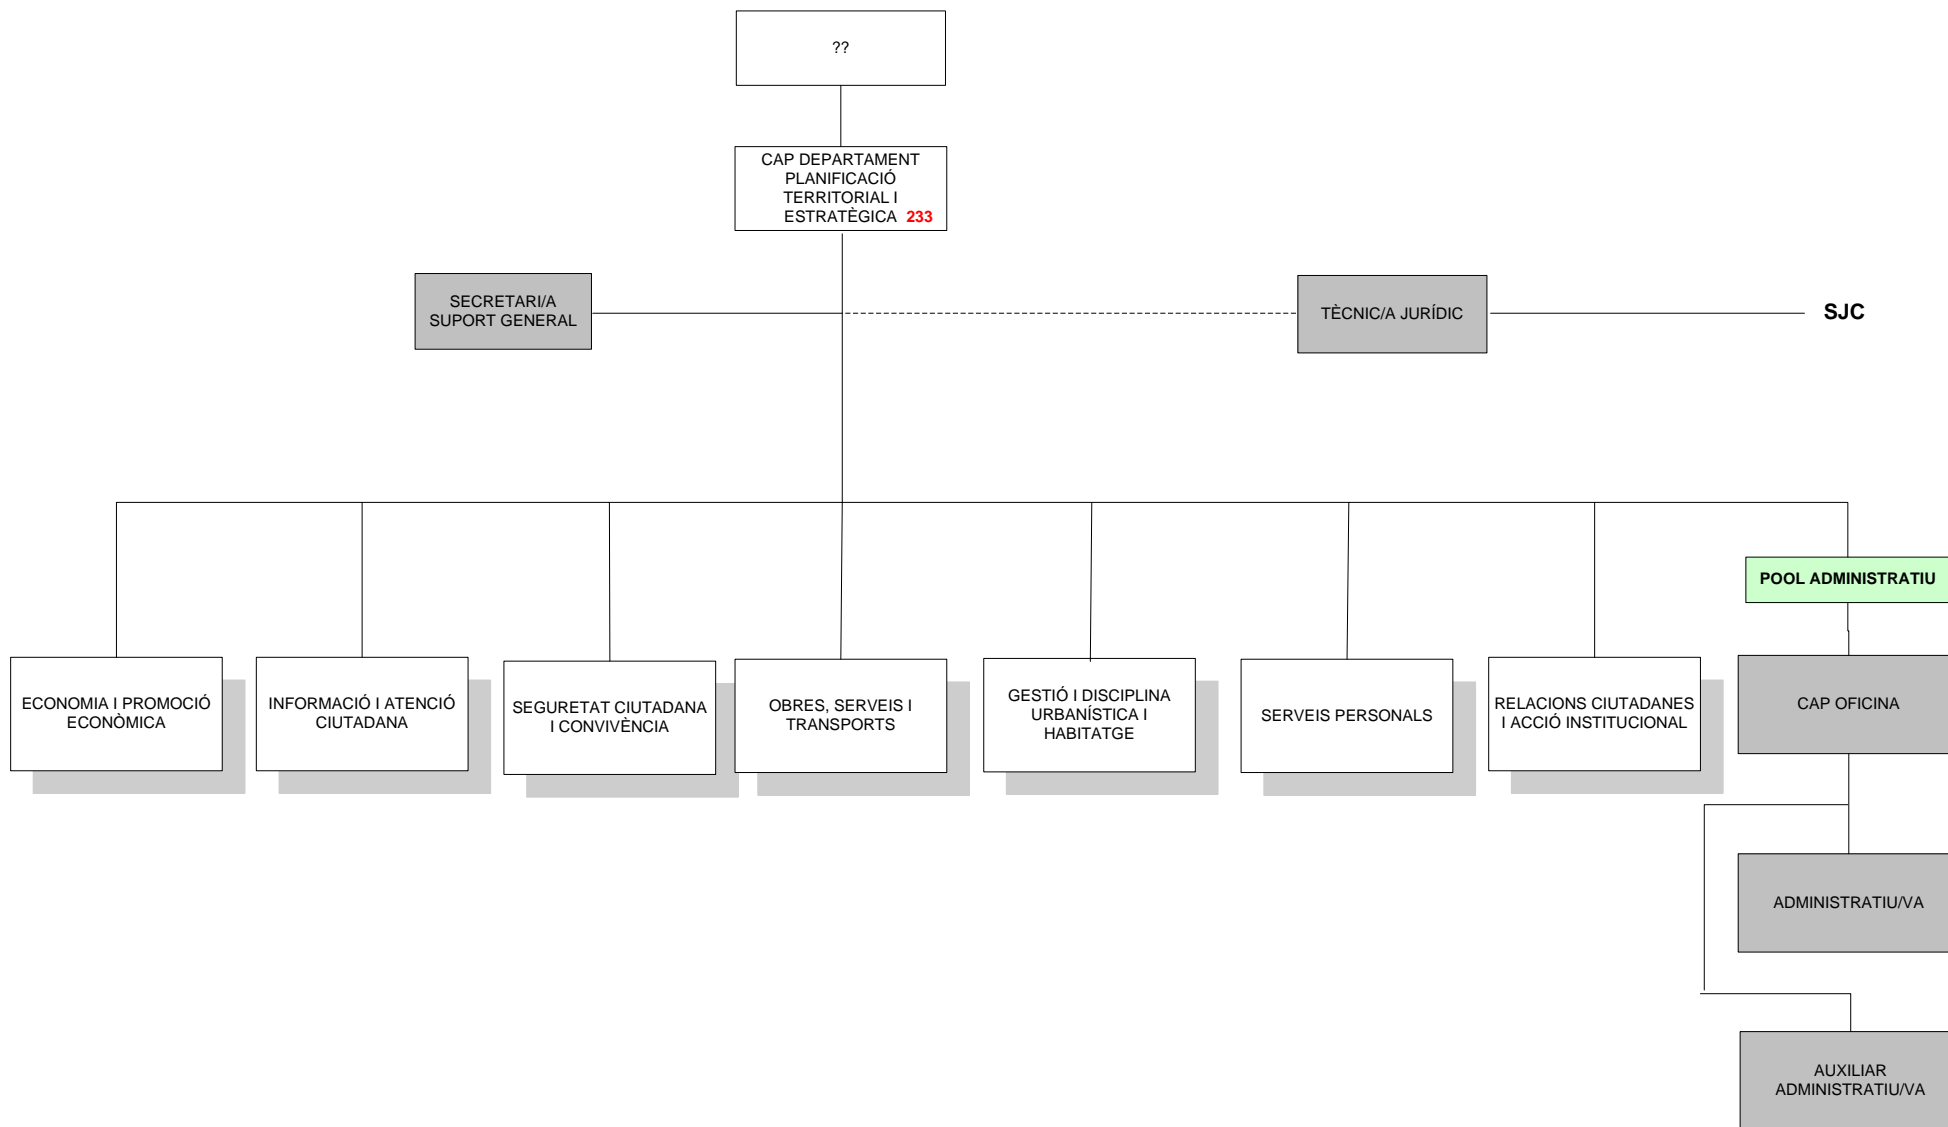 ??
CAP DEPARTAMENT
PLANIFICACIÓ
TERRITORIAL I
ESTRATÈGICA 233
SECRETARI/A
SUPORT GENERAL
TÈCNIC/A JURÍDIC
SJC
POOL ADMINISTRATIU
ECONOMIA I PROMOCIÓ
ECONÒMICA
INFORMACIÓ I ATENCIÓ
CIUTADANA
SEGURETAT CIUTADANA
I CONVIVÈNCIA
OBRES, SERVEIS I
TRANSPORTS
GESTIÓ I DISCIPLINA
URBANÍSTICA I
HABITATGE
SERVEIS PERSONALS
RELACIONS CIUTADANES
I ACCIÓ INSTITUCIONAL
CAP OFICINA
ADMINISTRATIU/VA
AUXILIAR
ADMINISTRATIU/VA